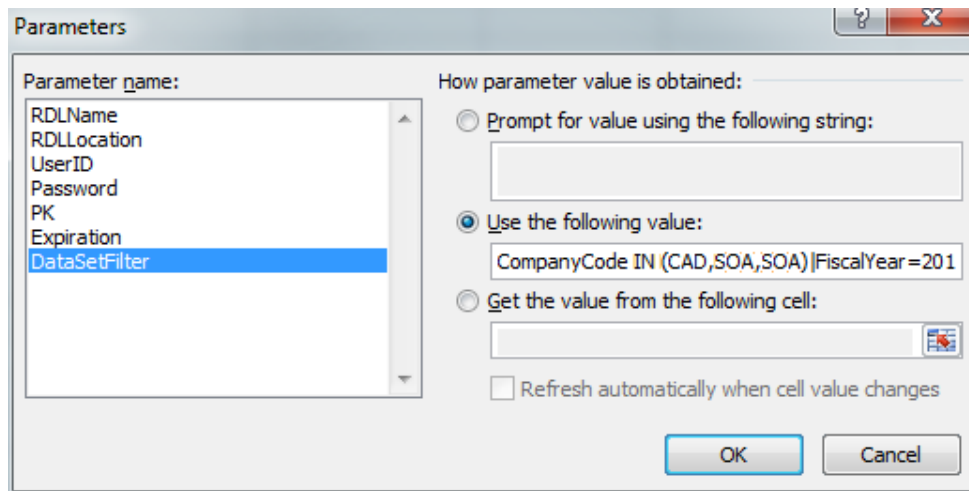 Parameters
Parameter name:
RDLName
RDLLocation
UserID
Password
PK
Expiration
DataSetFilter
How parameter value is obtained:
Prompt for value using the following string:
Use the following value:
CompanyCode IN (CAD,SOA,SOA)|FiscalYear=201
Get the value from the following cell:
Refresh automatically when cell value changes
OK
Cancel